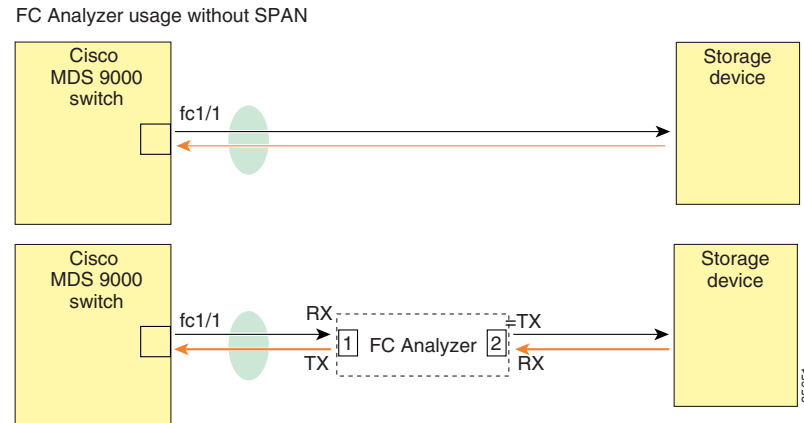 FC Analyzer usage without SPAN
Cisco
MDS 9000
switch
Storage
device
fc1/1
Cisco
MDS 9000
switch
Storage
device
fc1/1
RX
=TX
1
FC Analyzer
2
TX
RX